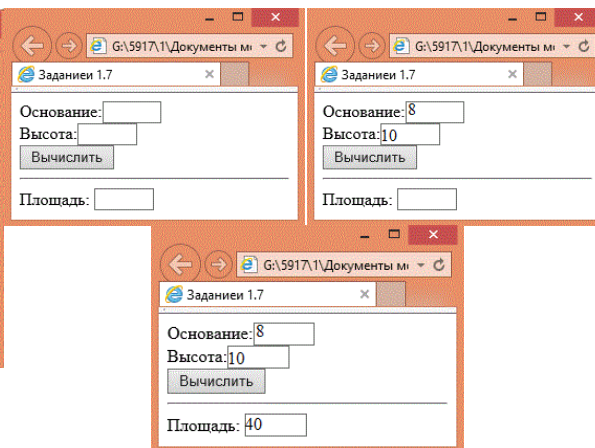 G:\5917\1\Документы м
Заданиеи 1.7
Основание:
Высота:
Вычислить
Площадь:
G:\5917\1\Документы м
Заданиеи 1.7
Основание: 8
Высота: 10
Вычислить
Площадь:
G:\5917\1\Документы м
Заданиеи 1.7
Основание: 8
Высота: 10
Вычислить
Площадь: 40